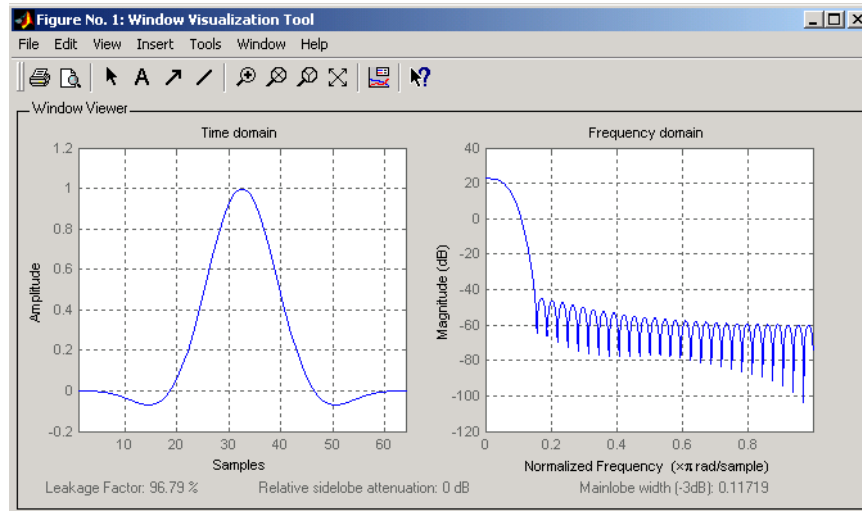 Figure No. 1: Window Visualization Tool
File Edit View Insert Tools Window Help
Window Viewer
Time domain
1.2
1
0.8
0.6
0.4
0.2
0
-0.2
10 20 30 40 50 60
Amplitude
Samples
Frequency domain
40
20
0
-20
-40
-60
-80
-100
-120
0 0.2 0.4 0.6 0.8
Magnitude (dB)
Normalized Frequency (×π rad/sample)
Leakage Factor: 96.79 %
Relative sidelobe attenuation: 0 dB
Mainlobe width (-3dB): 0.11719